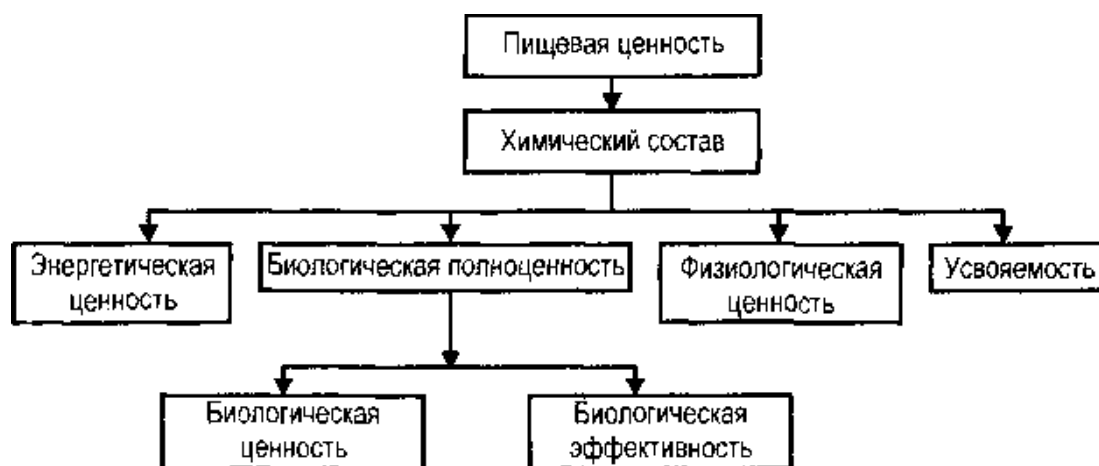 Пищевая ценность
Химический состав
Энергетическая
ценность
Биологическая полноценность
Физиологическая
ценность
Усвояемость
Биологическая
ценность
Биологическая
эффективность